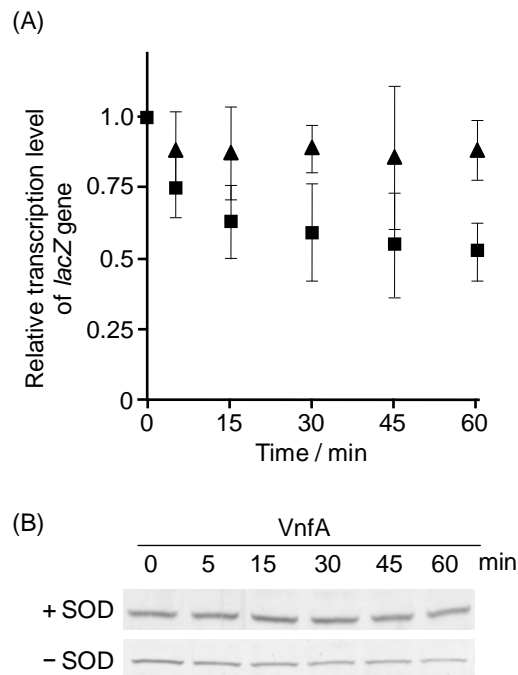 (A)
Relative transcription level
of lacZ gene
1.0
0.75
0.5
0.25
0
0 15 30 45 60
Time / min
(B)
VnfA
0 5 15 30 45 60 min
+ SOD
− SOD